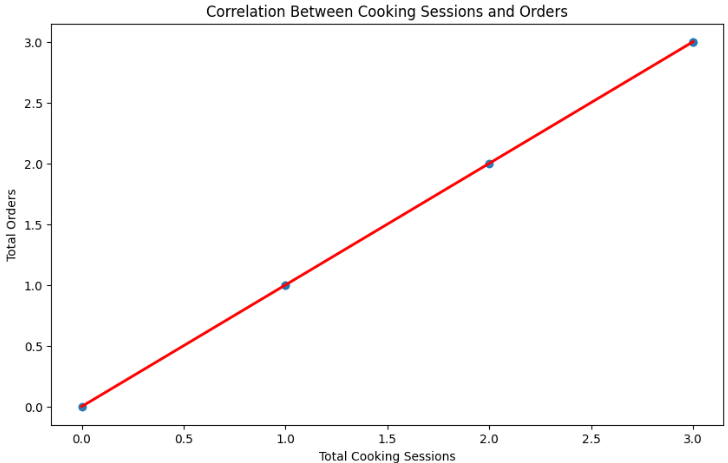 Correlation Between Cooking Sessions and Orders
Total Orders
3.0
2.5
2.0
1.5
1.0
0.5
0.0
0.0 0.5 1.0 1.5 2.0 2.5 3.0
Total Cooking Sessions